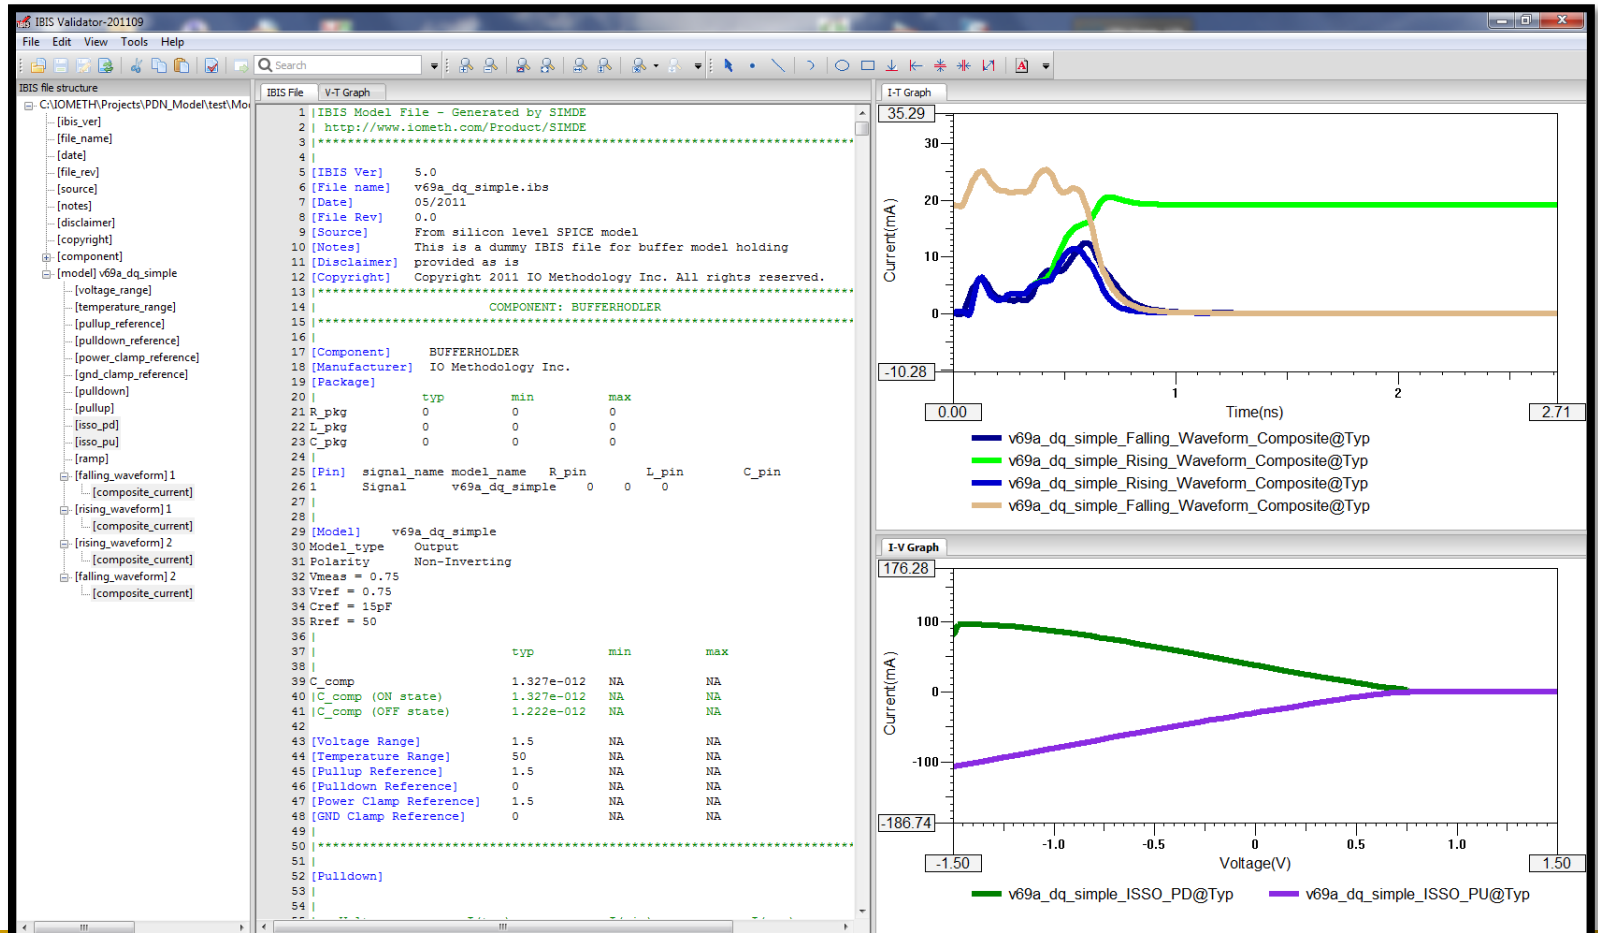 IBIS Validator-201109
File Edit View Tools Help
Search
IBIS file structure
C:\IOMETH\Projects\PDN_Model\test\Mo
[ibis_ver]
[file_name]
[date]
[file_rev]
[source]
[notes]
[disclaimer]
[copyright]
[component]
[model] v69a_dq_simple
[voltage_range]
[temperature_range]
[pullup_reference]
[pulldown_reference]
[power_clamp_reference]
[gnd_clamp_reference]
[pulldown]
[pullup]
[isso_pd]
[isso_pu]
[ramp]
[falling_waveform] 1
[composite_current]
[rising_waveform] 1
[composite_current]
[rising_waveform] 2
[composite_current]
[falling_waveform] 2
[composite_current]
IBIS File V-T Graph
1 |IBIS Model File - Generated by SIMDE
2 | http://www.iometh.com/Product/SIMDE
3 |*************************************************************************
4 |
5 [IBIS Ver] 5.0
6 [File name] v69a_dq_simple.ibs
7 [Date] 05/2011
8 [File Rev] 0.0
9 [Source] From silicon level SPICE model
10 [Notes] This is a dummy IBIS file for buffer model holding
11 [Disclaimer] provided as is
12 [Copyright] Copyright 2011 IO Methodology Inc. All rights reserved.
13 |*************************************************************************
14 | COMPONENT: BUFFERHODLER
15 |*************************************************************************
16 |
17 [Component] BUFFERHOLDER
18 [Manufacturer] IO Methodology Inc.
19 [Package]
20 | typ min max
21 R_pkg 0 0 0
22 L_pkg 0 0 0
23 C_pkg 0 0 0
24 |
25 [Pin] signal_name model_name R_pin L_pin C_pin
26 1 Signal v69a_dq_simple 0 0 0
27 |
28 |
29 [Model] v69a_dq_simple
30 Model_type Output
31 Polarity Non-Inverting
32 Vmeas = 0.75
33 Vref = 0.75
34 Cref = 15pF
35 Rref = 50
36 |
37 | typ min max
38 |
39 C_comp 1.327e-012 NA NA
40 |C_comp (ON state) 1.327e-012 NA NA
41 |C_comp (OFF state) 1.222e-012 NA NA
42
43 [Voltage Range] 1.5 NA NA
44 [Temperature Range] 50 NA NA
45 [Pullup Reference] 1.5 NA NA
46 [Pulldown Reference] 0 NA NA
47 [Power Clamp Reference] 1.5 NA NA
48 [GND Clamp Reference] 0 NA NA
49 |
50 |*************************************************************************
51 |
52 [Pulldown]
53 |
54 |
I-T Graph
35.29
30
20
10
0
-10.28
Current(mA)
1 2
0.00 Time(ns) 2.71
v69a_dq_simple_Falling_Waveform_Composite@Typ
v69a_dq_simple_Rising_Waveform_Composite@Typ
v69a_dq_simple_Rising_Waveform_Composite@Typ
v69a_dq_simple_Falling_Waveform_Composite@Typ
I-V Graph
176.28
100
0
-100
-186.74
Current(mA)
-1.0 -0.5 0 0.5 1.0
-1.50 Voltage(V) 1.50
v69a_dq_simple_ISSO_PD@Typ v69a_dq_simple_ISSO_PU@Typ